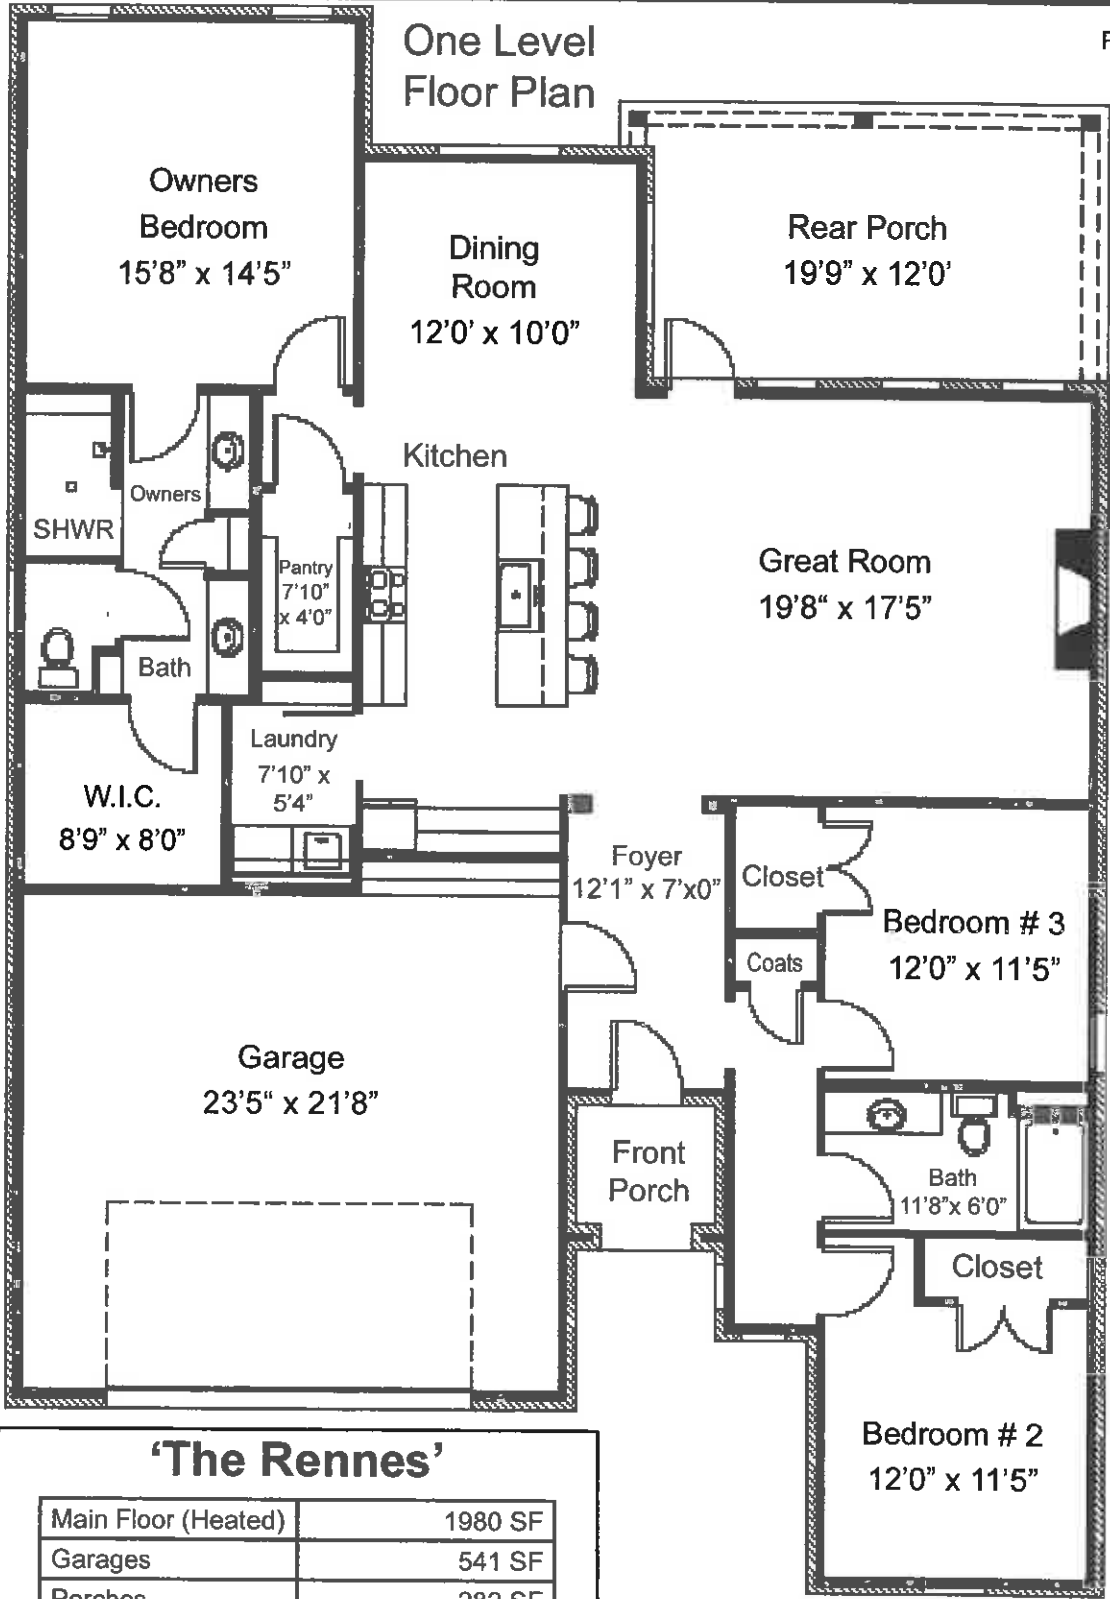 One Level
Floor Plan
F
Owners
Bedroom
15'8” x 14'5”
Dining
Room
12'0' x 10'0”
Rear Porch
19'9” x 12'0'
Kitchen
Owners
SHWR
Pantry
7'10”
x 4'0”
Great Room
19'8“ x 17'5”
Bath
Laundry
7'10” x
5'4”
W.I.C.
8'9” x 8'0”
Foyer
12'1” x 7'x0”
Closet
Bedroom # 3
12'0” x 11'5”
Coats
Garage
23'5“ x 21'8”
Front
Porch
Bath
11'8”x 6'0”
Closet
Bedroom # 2
12'0” x 11'5”
‘The Rennes’
Main Floor (Heated) 1980 SF
Garages 541 SF
Porches 282 SF